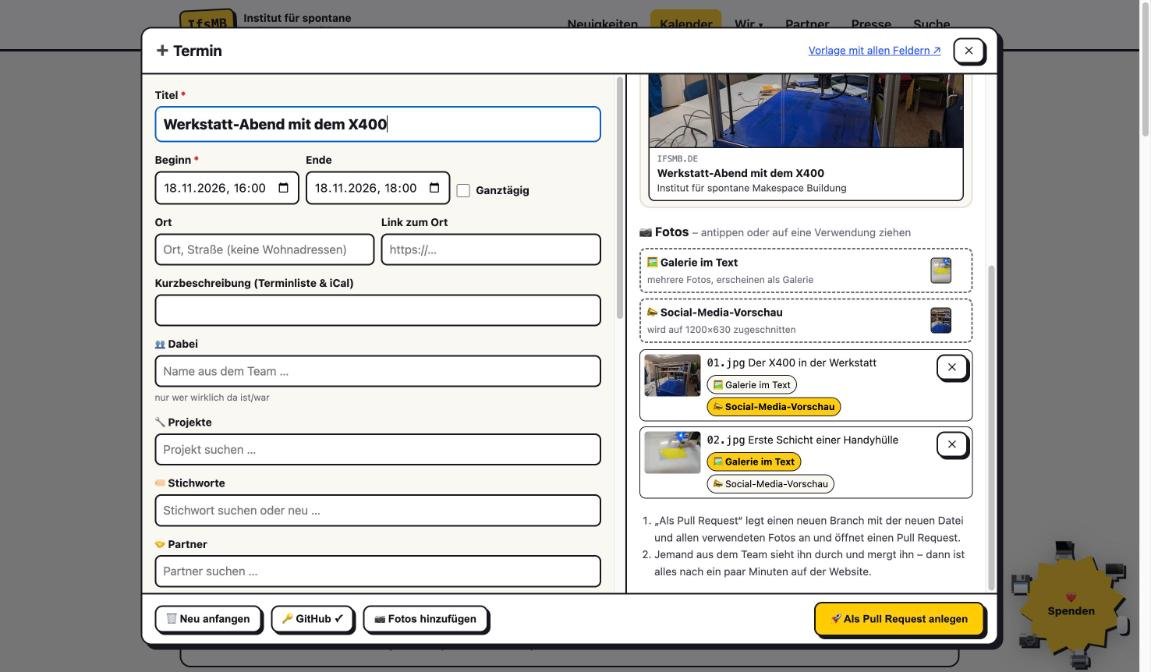 IfSMB
Institut für spontane
Neuigkeiten
Kalender
Wir ▾
Partner
Presse
Suche
+ Termin
Vorlage mit allen Feldern ↗
×
Titel *
Werkstatt-Abend mit dem X400
Beginn *
Ende
18.11.2026, 16:00
18.11.2026, 18:00
Ganztägig
Ort
Link zum Ort
Ort, Straße (keine Wohnadressen)
https://…
Kurzbeschreibung (Terminliste & iCal)
Dabei
Name aus dem Team …
nur wer wirklich da ist/war
Projekte
Projekt suchen …
Stichworte
Stichwort suchen oder neu …
Partner
Partner suchen …
IFSMB.DE
Werkstatt-Abend mit dem X400
Institut für spontane Makespace Buildung
Fotos – antippen oder auf eine Verwendung ziehen
Galerie im Text
mehrere Fotos, erscheinen als Galerie
Social-Media-Vorschau
wird auf 1200×630 zugeschnitten
01.jpg Der X400 in der Werkstatt
×
Galerie im Text
Social-Media-Vorschau
02.jpg Erste Schicht einer Handyhülle
×
Galerie im Text
Social-Media-Vorschau
1. „Als Pull Request“ legt einen neuen Branch mit der neuen Datei
und allen verwendeten Fotos an und öffnet einen Pull Request.
2. Jemand aus dem Team sieht ihn durch und mergt ihn – dann ist
alles nach ein paar Minuten auf der Website.
Neu anfangen
GitHub ✓
Fotos hinzufügen
Als Pull Request anlegen
Spenden